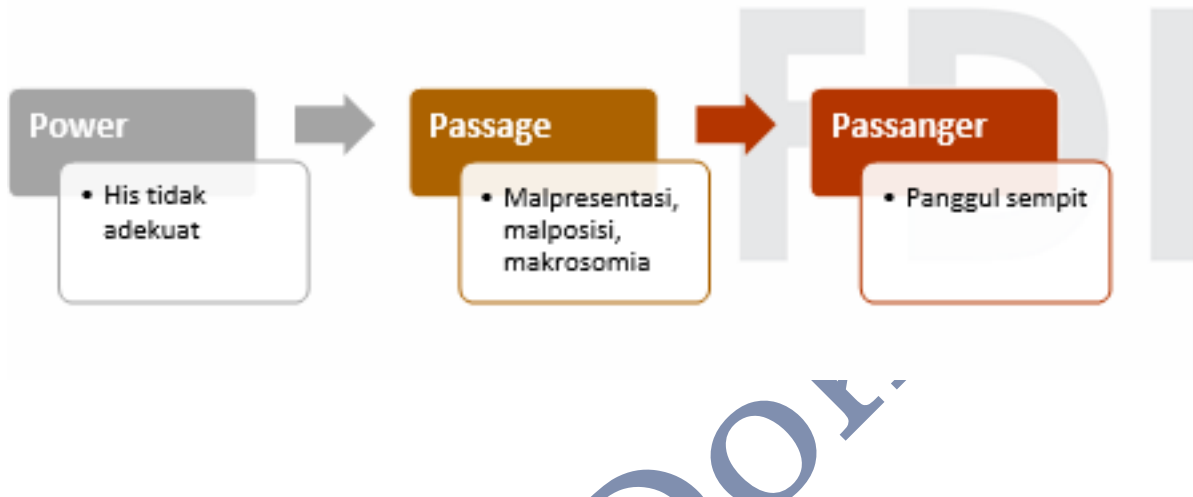 Power
• His tidak
adekuat
Passage
• Malpresentasi,
malposisi,
makrosomia
Passanger
• Panggul sempit